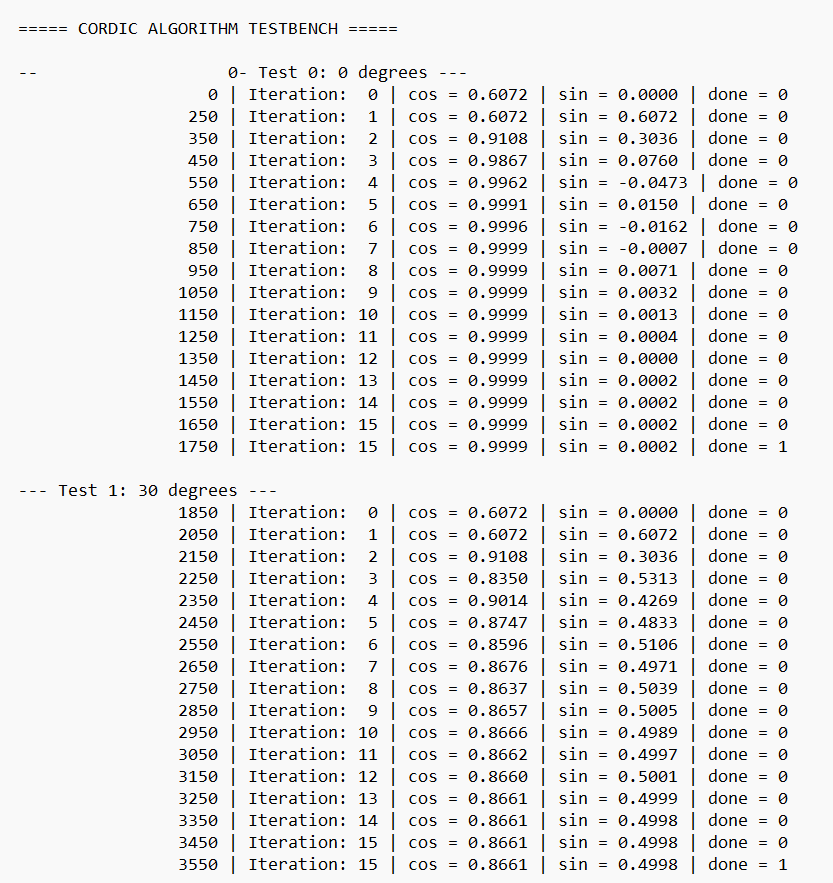 ===== CORDIC ALGORITHM TESTBENCH =====
--                   0- Test 0: 0 degrees ---
                   0 | Iteration:  0 | cos = 0.6072 | sin = 0.0000 | done = 0
                 250 | Iteration:  1 | cos = 0.6072 | sin = 0.6072 | done = 0
                 350 | Iteration:  2 | cos = 0.9108 | sin = 0.3036 | done = 0
                 450 | Iteration:  3 | cos = 0.9867 | sin = 0.0760 | done = 0
                 550 | Iteration:  4 | cos = 0.9962 | sin = -0.0473 | done = 0
                 650 | Iteration:  5 | cos = 0.9991 | sin = 0.0150 | done = 0
                 750 | Iteration:  6 | cos = 0.9996 | sin = -0.0162 | done = 0
                 850 | Iteration:  7 | cos = 0.9999 | sin = -0.0007 | done = 0
                 950 | Iteration:  8 | cos = 0.9999 | sin = 0.0071 | done = 0
                1050 | Iteration:  9 | cos = 0.9999 | sin = 0.0032 | done = 0
                1150 | Iteration: 10 | cos = 0.9999 | sin = 0.0013 | done = 0
                1250 | Iteration: 11 | cos = 0.9999 | sin = 0.0004 | done = 0
                1350 | Iteration: 12 | cos = 0.9999 | sin = 0.0000 | done = 0
                1450 | Iteration: 13 | cos = 0.9999 | sin = 0.0002 | done = 0
                1550 | Iteration: 14 | cos = 0.9999 | sin = 0.0002 | done = 0
                1650 | Iteration: 15 | cos = 0.9999 | sin = 0.0002 | done = 0
                1750 | Iteration: 15 | cos = 0.9999 | sin = 0.0002 | done = 1
--- Test 1: 30 degrees ---
                1850 | Iteration:  0 | cos = 0.6072 | sin = 0.0000 | done = 0
                2050 | Iteration:  1 | cos = 0.6072 | sin = 0.6072 | done = 0
                2150 | Iteration:  2 | cos = 0.9108 | sin = 0.3036 | done = 0
                2250 | Iteration:  3 | cos = 0.8350 | sin = 0.5313 | done = 0
                2350 | Iteration:  4 | cos = 0.9014 | sin = 0.4269 | done = 0
                2450 | Iteration:  5 | cos = 0.8747 | sin = 0.4833 | done = 0
                2550 | Iteration:  6 | cos = 0.8596 | sin = 0.5106 | done = 0
                2650 | Iteration:  7 | cos = 0.8676 | sin = 0.4971 | done = 0
                2750 | Iteration:  8 | cos = 0.8637 | sin = 0.5039 | done = 0
                2850 | Iteration:  9 | cos = 0.8657 | sin = 0.5005 | done = 0
                2950 | Iteration: 10 | cos = 0.8666 | sin = 0.4989 | done = 0
                3050 | Iteration: 11 | cos = 0.8662 | sin = 0.4997 | done = 0
                3150 | Iteration: 12 | cos = 0.8660 | sin = 0.5001 | done = 0
                3250 | Iteration: 13 | cos = 0.8661 | sin = 0.4999 | done = 0
                3350 | Iteration: 14 | cos = 0.8661 | sin = 0.4998 | done = 0
                3450 | Iteration: 15 | cos = 0.8661 | sin = 0.4998 | done = 0
                3550 | Iteration: 15 | cos = 0.8661 | sin = 0.4998 | done = 1